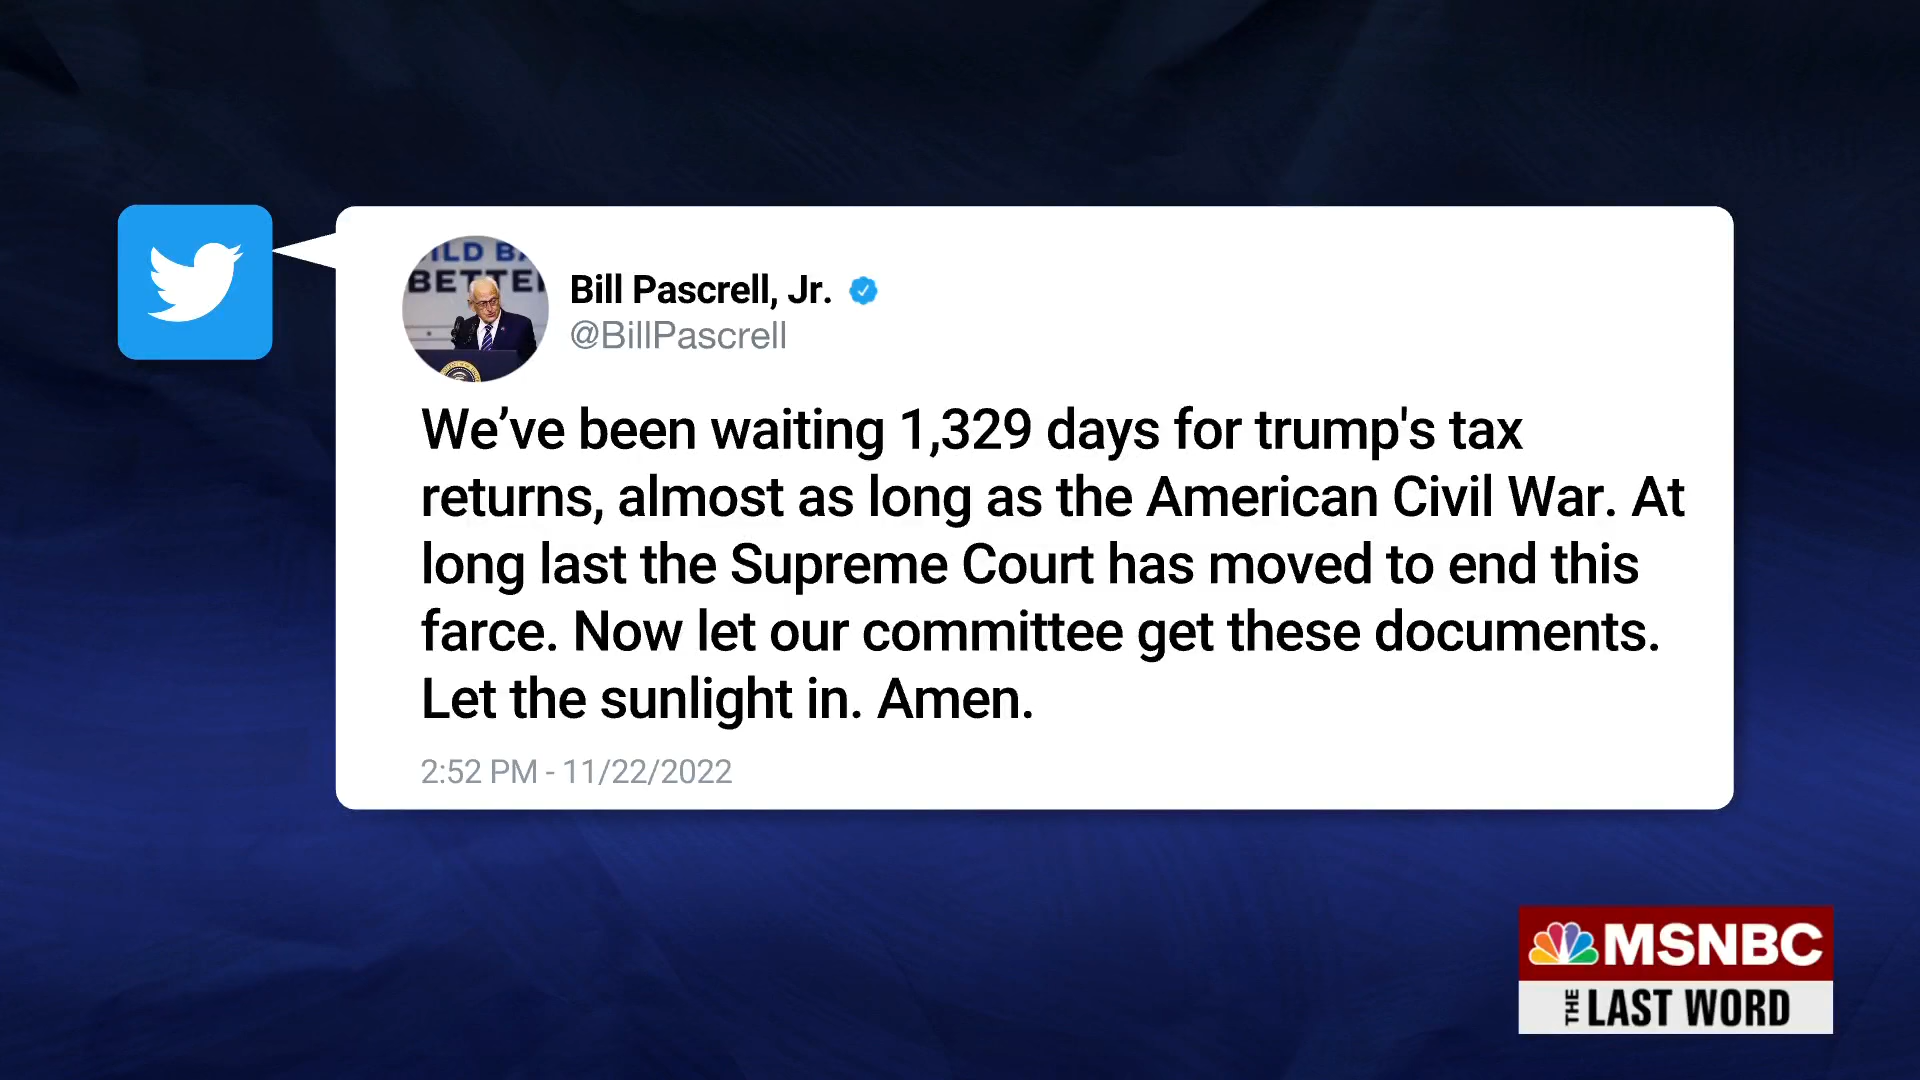 ILD BA
BETTE
Bill Pascrell, Jr.
@BillPascrell
We’ve been waiting 1,329 days for trump's tax
returns, almost as long as the American Civil War. At
long last the Supreme Court has moved to end this
farce. Now let our committee get these documents.
Let the sunlight in. Amen.
2:52 PM - 11/22/2022
MSNBC
THE LAST WORD